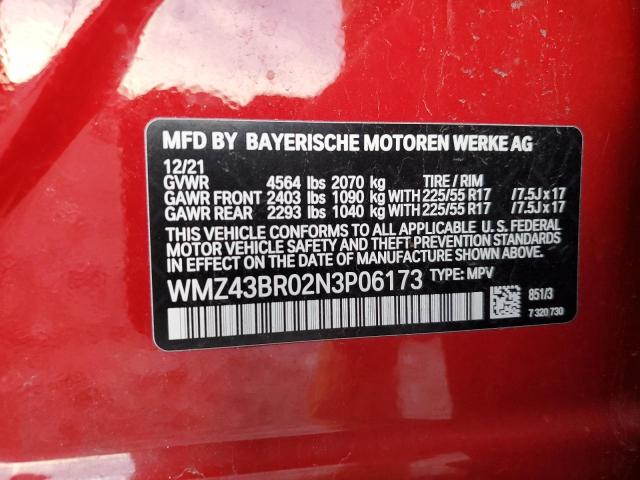 MFD BY BAYERISCHE MOTOREN WERKE AG
12/21
GVWR 4564 lbs 2070 kg TIRE / RIM
GAWR FRONT 2403 lbs 1090 kg WITH 225/55 R17 /7.5J x 17
GAWR REAR 2293 lbs 1040 kg WITH 225/55 R17 /7.5J x 17
THIS VEHICLE CONFORMS TO ALL APPLICABLE U. S. FEDERAL
MOTOR VEHICLE SAFETY AND THEFT PREVENTION STANDARDS
IN EFFECT ON THE DATE OF MANUFACTURE SHOWN ABOVE.
WMZ43BR02N3P06173 TYPE: MPV
851/3
7 320 730